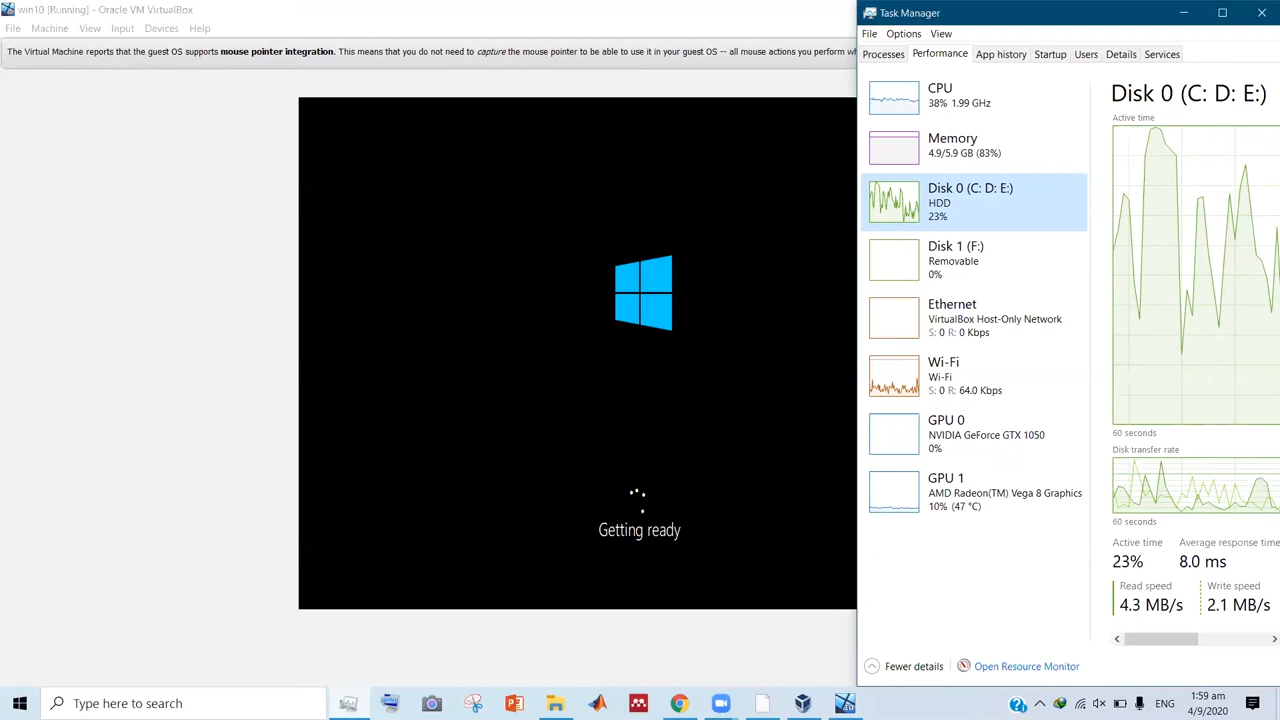 win10 [Running] - Oracle VM VirtualBox
File Machine View Input Devices Help
The Virtual Machine reports that the guest OS supports mouse pointer integration. This means that you do not need to capture the mouse pointer to be able to use it in your guest OS -- all mouse actions you perform
Getting ready
Task Manager
File Options View
Processes Performance App history Startup Users Details Services
CPU
38% 1.99 GHz
Memory
4.9/5.9 GB (83%)
Disk 0 (C: D: E:)
HDD
23%
Disk 1 (F:)
Removable
0%
Ethernet
VirtualBox Host-Only Network
S: 0 R: 0 Kbps
Wi-Fi
Wi-Fi
S: 0 R: 64.0 Kbps
GPU 0
NVIDIA GeForce GTX 1050
0%
GPU 1
AMD Radeon(TM) Vega 8 Graphics
10% (47 °C)
Disk 0 (C: D: E:)
Active time
60 seconds
Disk transfer rate
60 seconds
Active time Average response time
23% 8.0 ms
Read speed Write speed
4.3 MB/s 2.1 MB/s
Fewer details Open Resource Monitor
Type here to search
ENG
1:59 am
4/9/2020